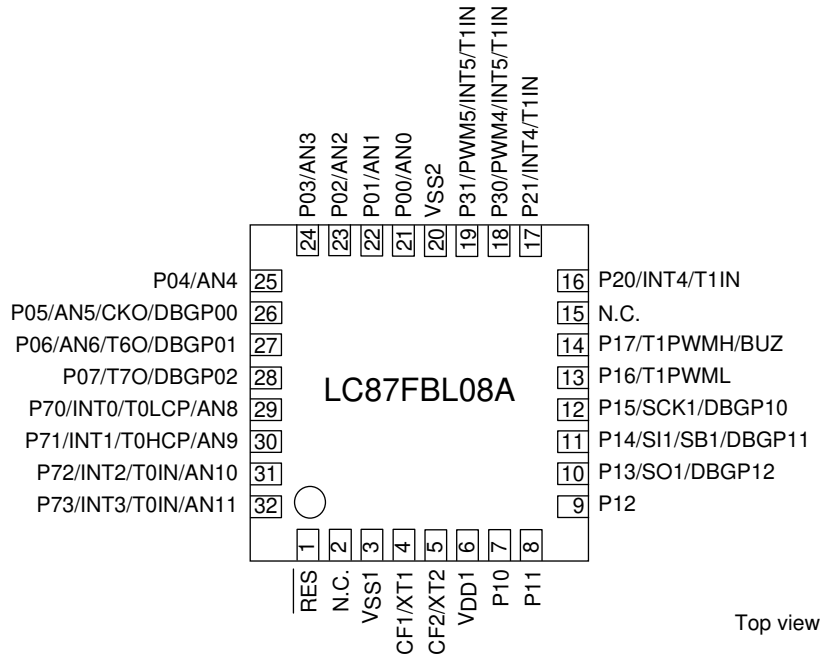 P03/AN3
P02/AN2
P01/AN1
P00/AN0
VSS2
P31/PWM5/INT5/T1IN
P30/PWM4/INT5/T1IN
P21/INT4/T1IN
24
23
22
21
20
19
18
17
P04/AN4 25
P05/AN5/CKO/DBGP00 26
P06/AN6/T6O/DBGP01 27
P07/T7O/DBGP02 28
P70/INT0/T0LCP/AN8 29
P71/INT1/T0HCP/AN9 30
P72/INT2/T0IN/AN10 31
P73/INT3/T0IN/AN11 32
LC87FBL08A
16 P20/INT4/T1IN
15 N.C.
14 P17/T1PWMH/BUZ
13 P16/T1PWML
12 P15/SCK1/DBGP10
11 P14/SI1/SB1/DBGP11
10 P13/SO1/DBGP12
9 P12
1
2
3
4
5
6
7
8
RES
N.C.
VSS1
CF1/XT1
CF2/XT2
VDD1
P10
P11
Top view